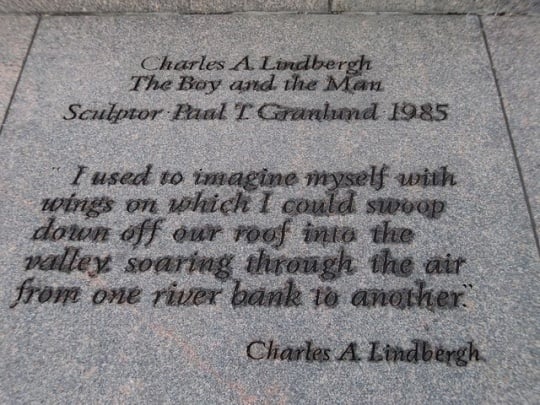 Charles A. Lindbergh
The Boy and the Man
Sculptor Paul T. Granlund 1985
"I used to imagine myself with
wings on which I could swoop
down off our roof into the
valley, soaring through the air
from one river bank to another."
Charles A. Lindbergh